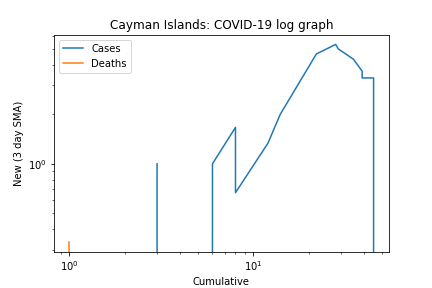 Cayman Islands: COVID-19 log graph
Cases
Deaths
New (3 day SMA)
10⁰
10⁰
10¹
Cumulative